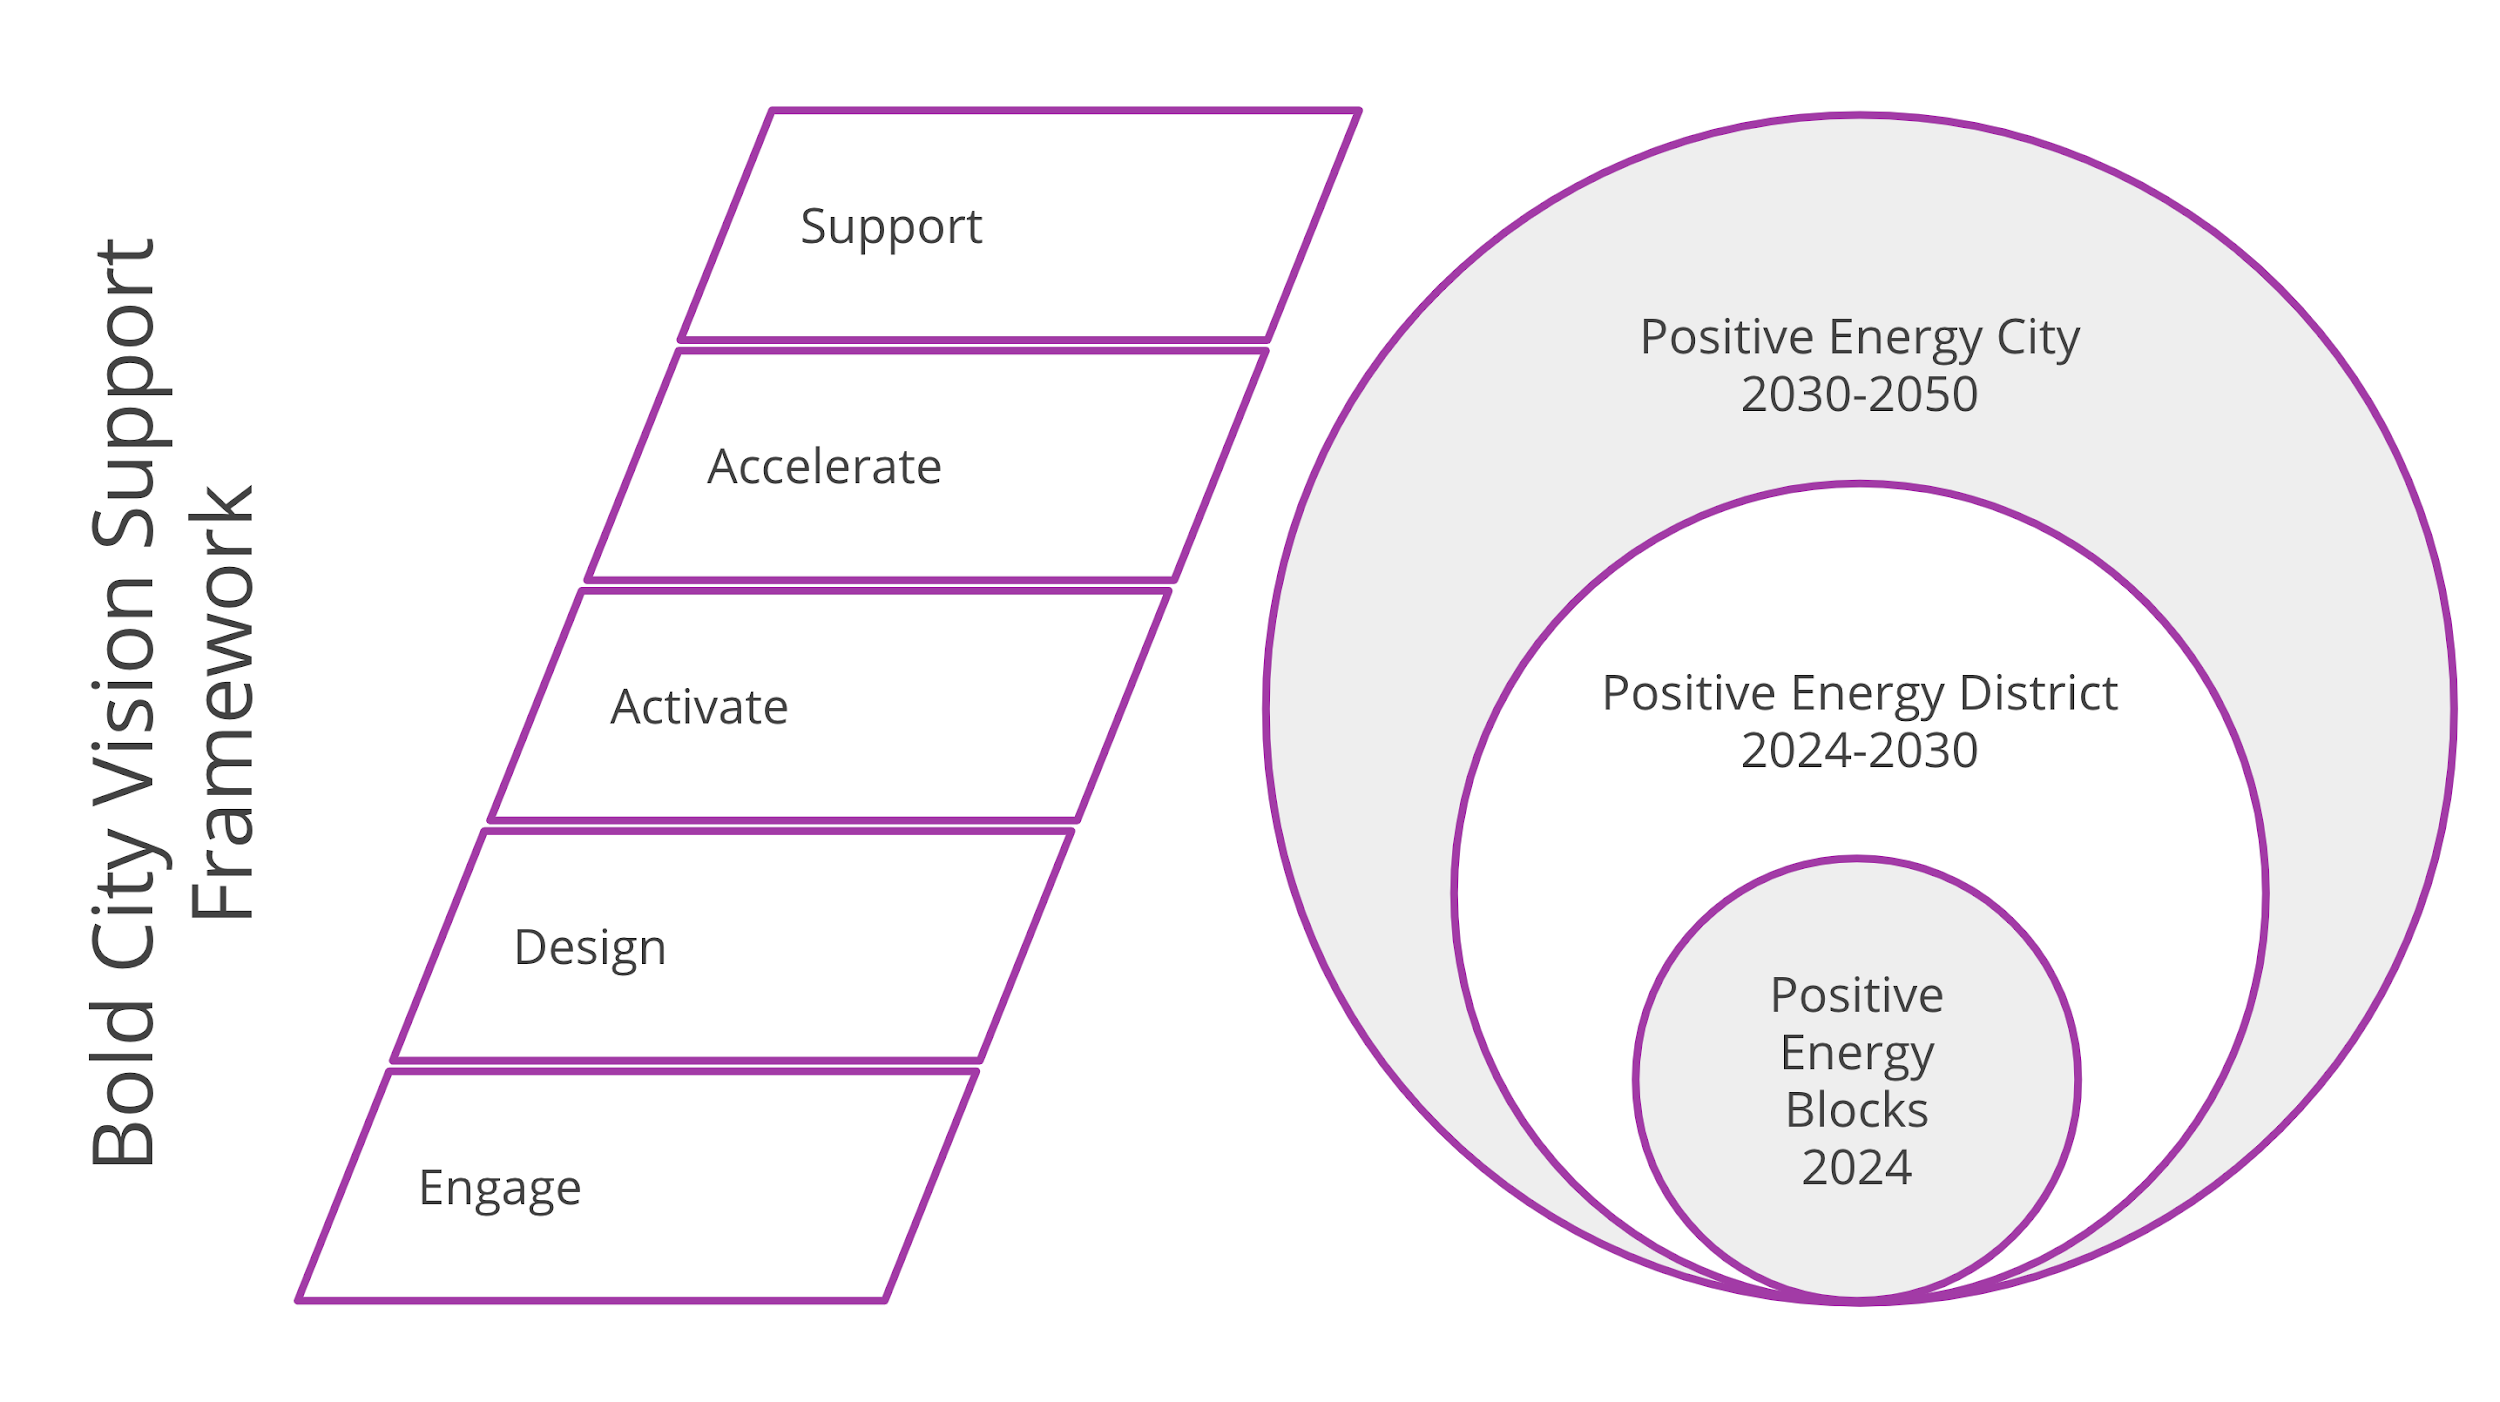 Bold City Vision Support
Framework
Support
Accelerate
Activate
Design
Engage
Positive Energy City
2030-2050
Positive Energy District
2024-2030
Positive
Energy
Blocks
2024